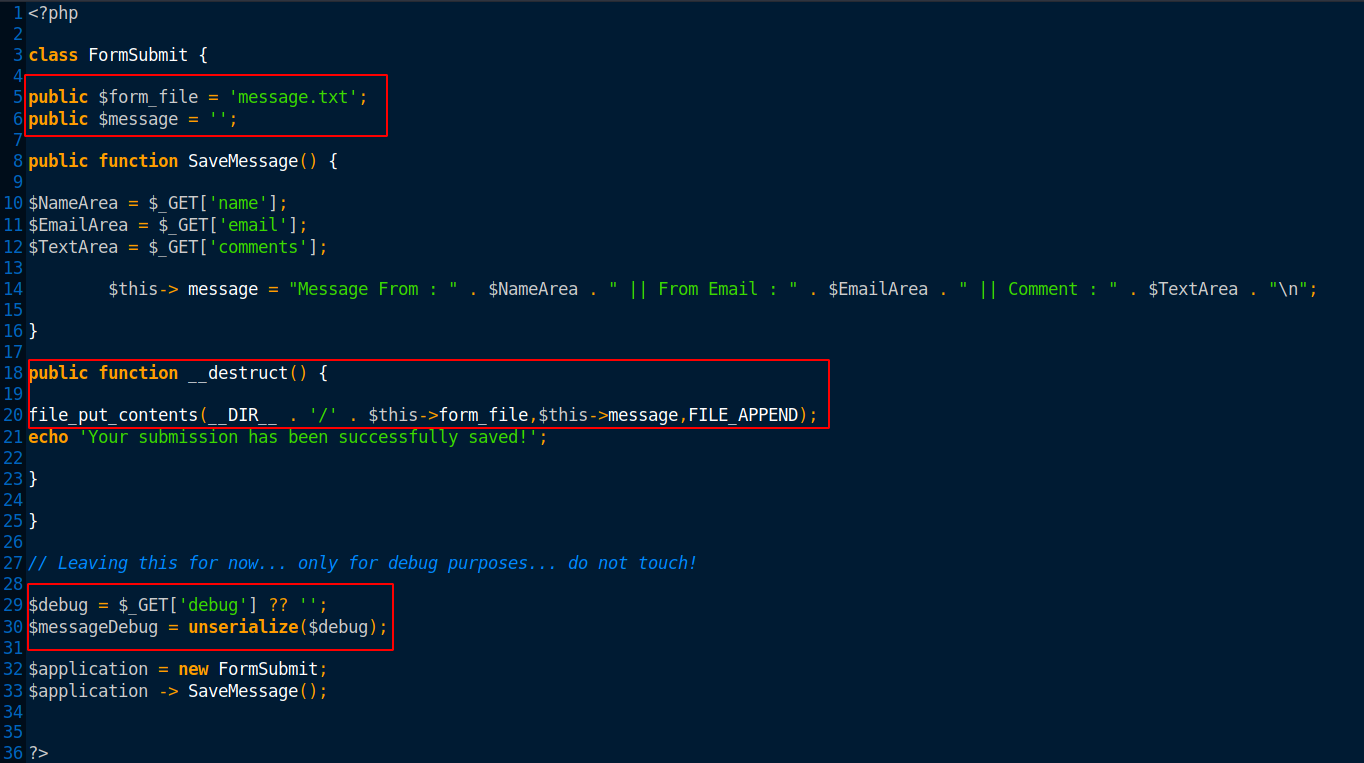 1 <?php
2
3 class FormSubmit {
4
5 public $form_file = 'message.txt';
6 public $message = '';
7
8 public function SaveMessage() {
9
10 $NameArea = $_GET['name'];
11 $EmailArea = $_GET['email'];
12 $TextArea = $_GET['comments'];
13
14         $this-> message = "Message From : " . $NameArea . " || From Email : " . $EmailArea . " || Comment : " . $TextArea . "\n";
15
16 }
17
18 public function __destruct() {
19
20 file_put_contents(__DIR__ . '/' . $this->form_file,$this->message,FILE_APPEND);
21 echo 'Your submission has been successfully saved!';
22
23 }
24
25 }
26
27 // Leaving this for now... only for debug purposes... do not touch!
28
29 $debug = $_GET['debug'] ?? '';
30 $messageDebug = unserialize($debug);
31
32 $application = new FormSubmit;
33 $application -> SaveMessage();
34
35
36 ?>